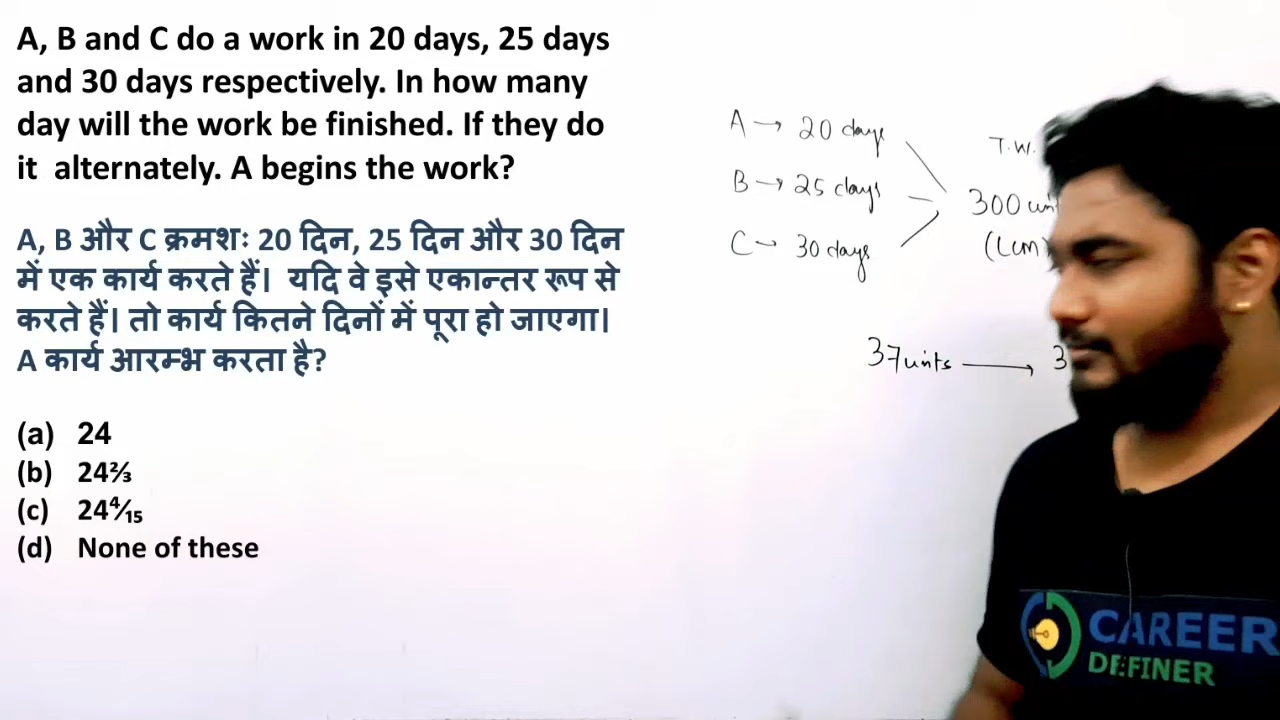 A, B and C do a work in 20 days, 25 days
and 30 days respectively. In how many
day will the work be finished. If they do
it alternately. A begins the work?
A, B और C क्रमशः 20 दिन, 25 दिन और 30 दिन
में एक कार्य करते हैं। यदि वे इसे एकान्तर रूप से
करते हैं। तो कार्य कितने दिनों में पूरा हो जाएगा।
A कार्य आरम्भ करता है?
(a) 24
(b) 24⅔
(c) 24⁴⁄₁₅
(d) None of these
A → 20 days
B → 25 days
C → 30 days
T.W.
300
(LCM)
37 units → 3
CAREER
DEFINER